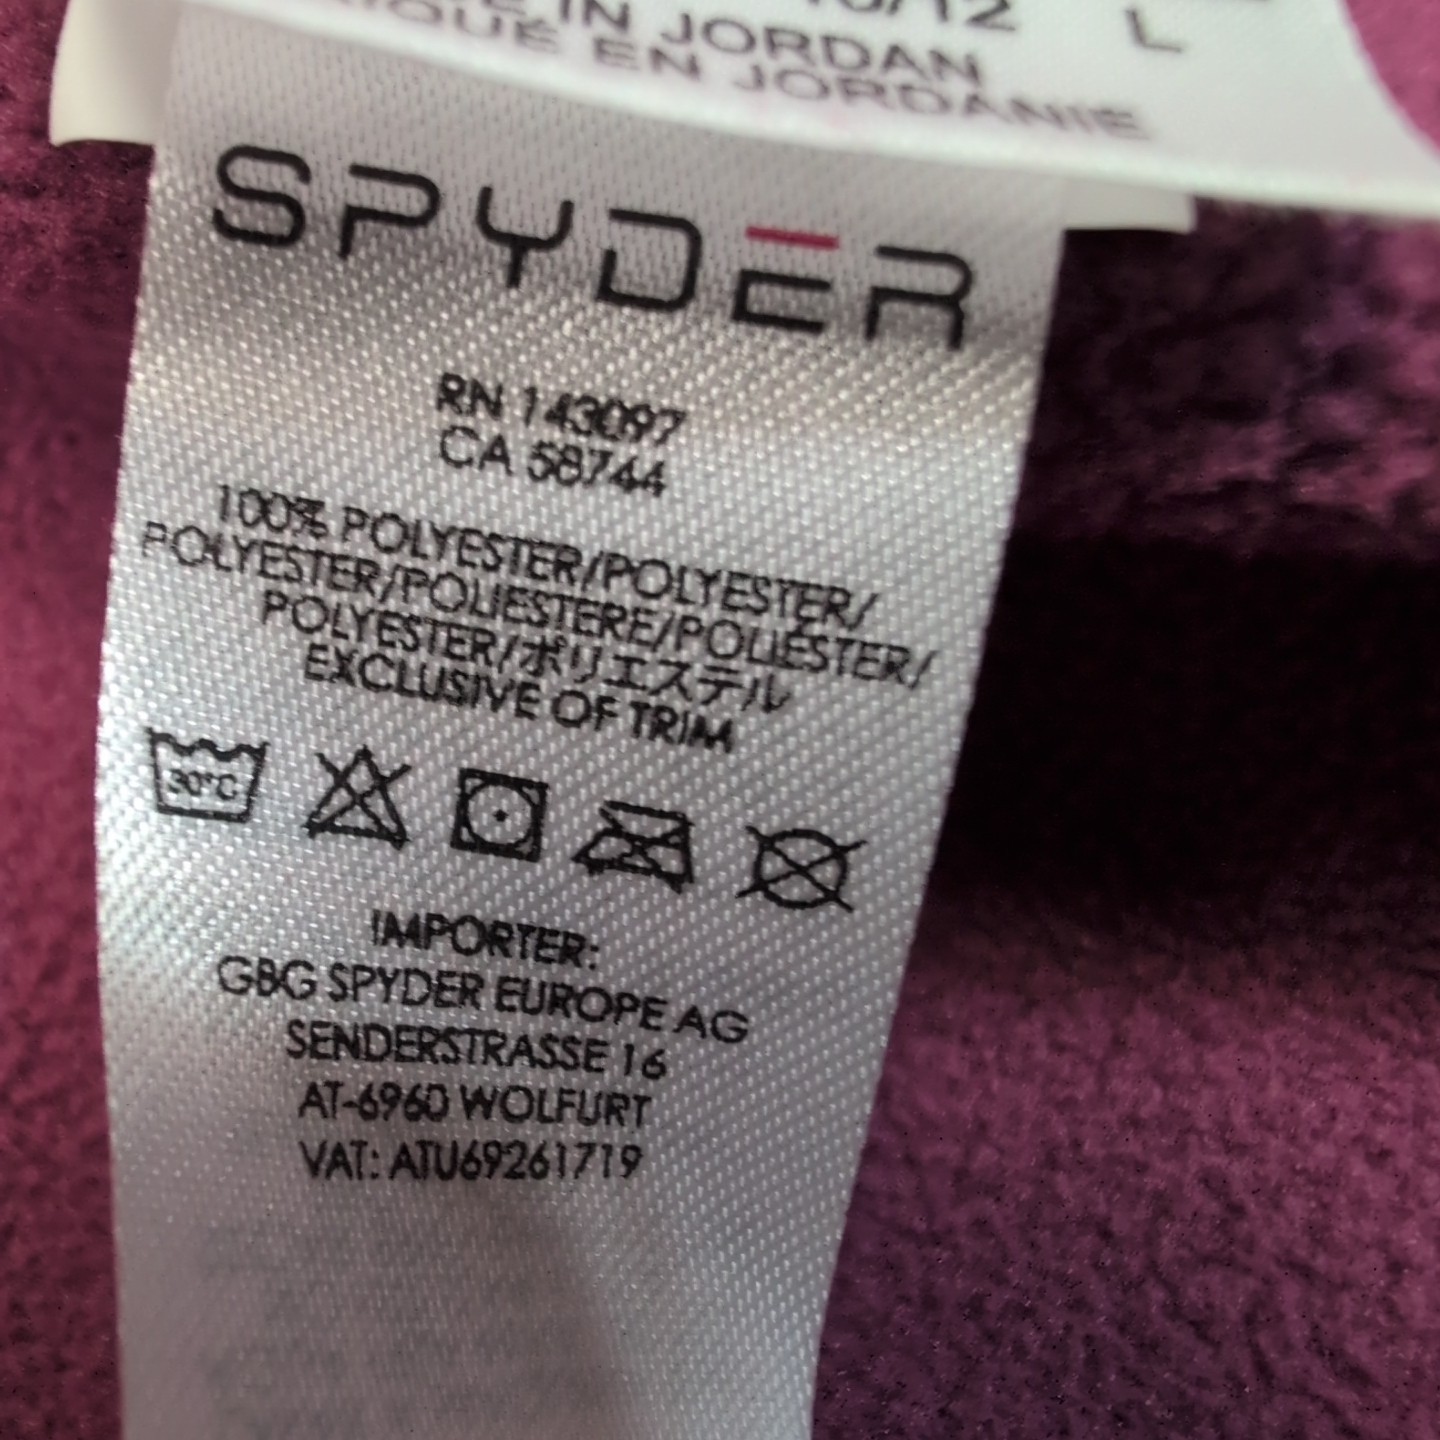 IN JORDAN
EN JORDANIE
L
SPYDER
RN 143097
CA 58744
100% POLYESTER/POLYESTER/
POLYESTER/POLIESTERE/POLIÉSTER/
POLYESTER/ポリエステル
EXCLUSIVE OF TRIM
30°C
IMPORTER:
GBG SPYDER EUROPE AG
SENDERSTRASSE 16
AT-6960 WOLFURT
VAT: ATU69261719